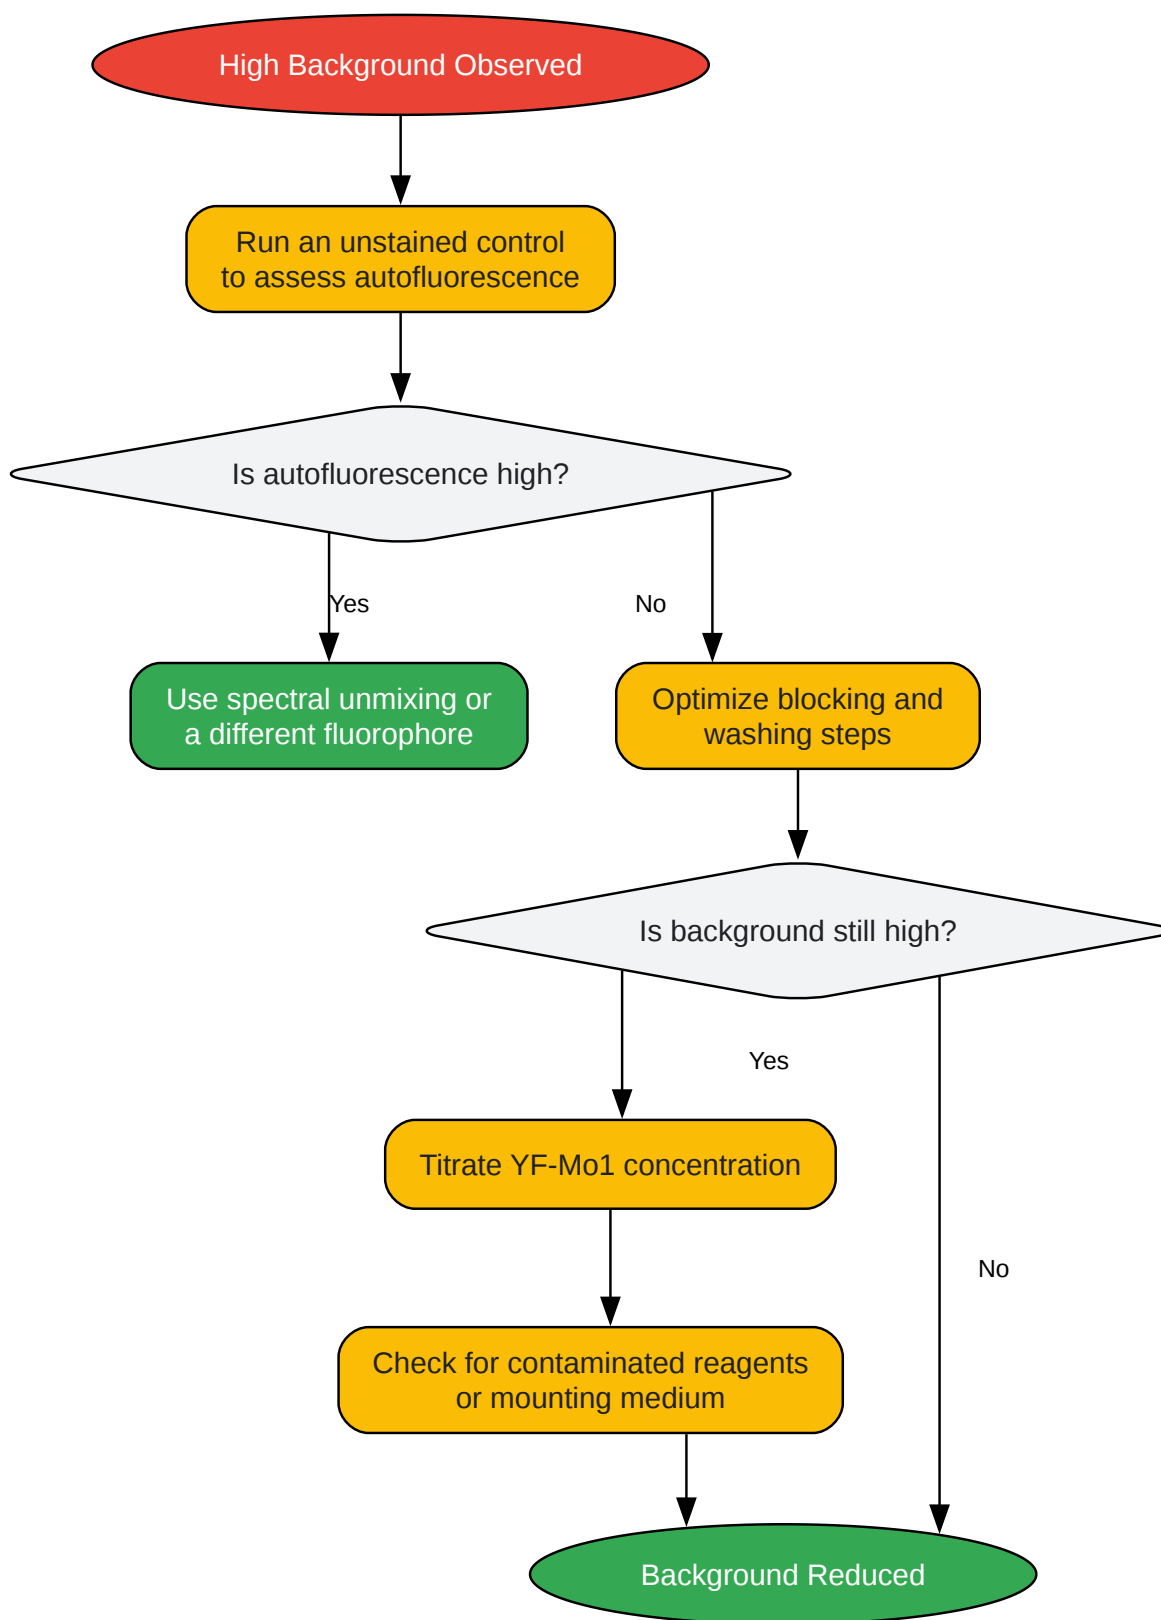 High Background Observed
Run an unstained control
to assess autofluorescence
Is autofluorescence high?
Yes
No
Use spectral unmixing or
a different fluorophore
Optimize blocking and
washing steps
Is background still high?
Yes
Titrate YF-Mo1 concentration
No
Check for contaminated reagents
or mounting medium
Background Reduced